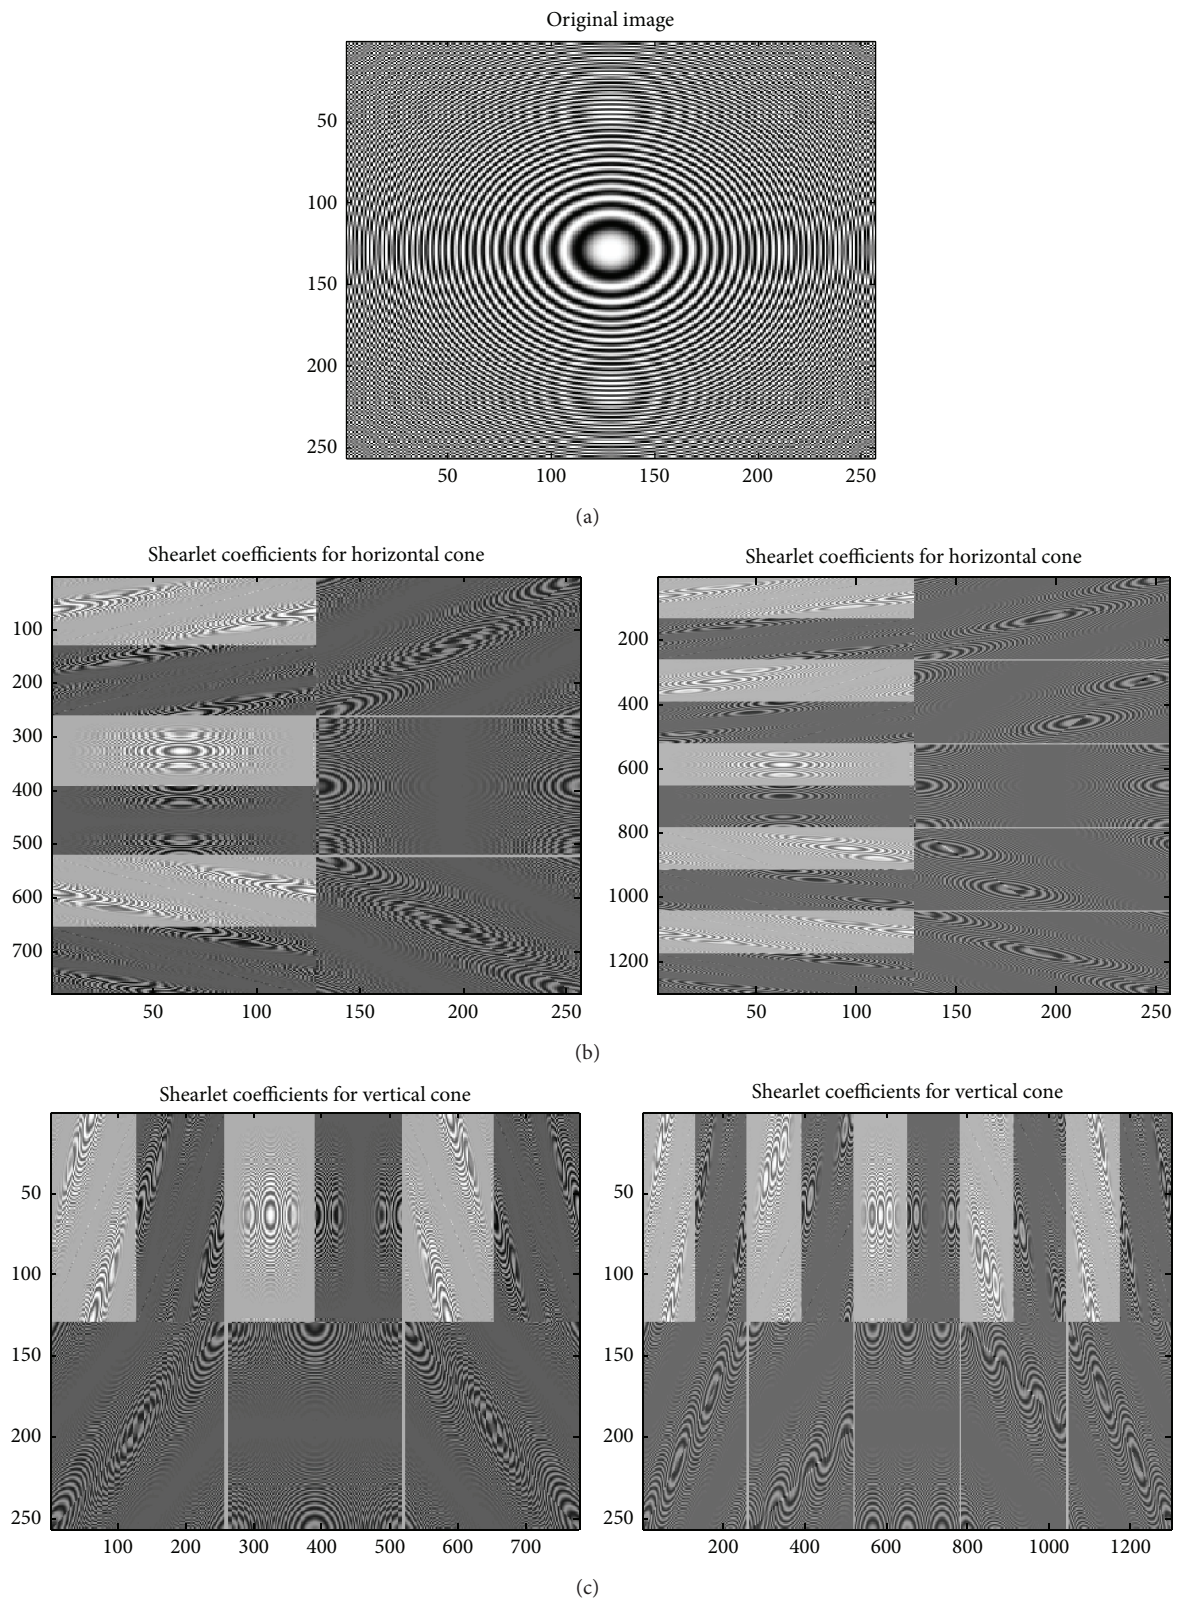 Original image
50
100
150
200
250
50 100 150 200 250
(a)
Shearlet coefficients for horizontal cone
100
200
300
400
500
600
700
50 100 150 200 250
Shearlet coefficients for horizontal cone
200
400
600
800
1000
1200
50 100 150 200 250
(b)
Shearlet coefficients for vertical cone
50
100
150
200
250
100 200 300 400 500 600 700
Shearlet coefficients for vertical cone
50
100
150
200
250
200 400 600 800 1000 1200
(c)